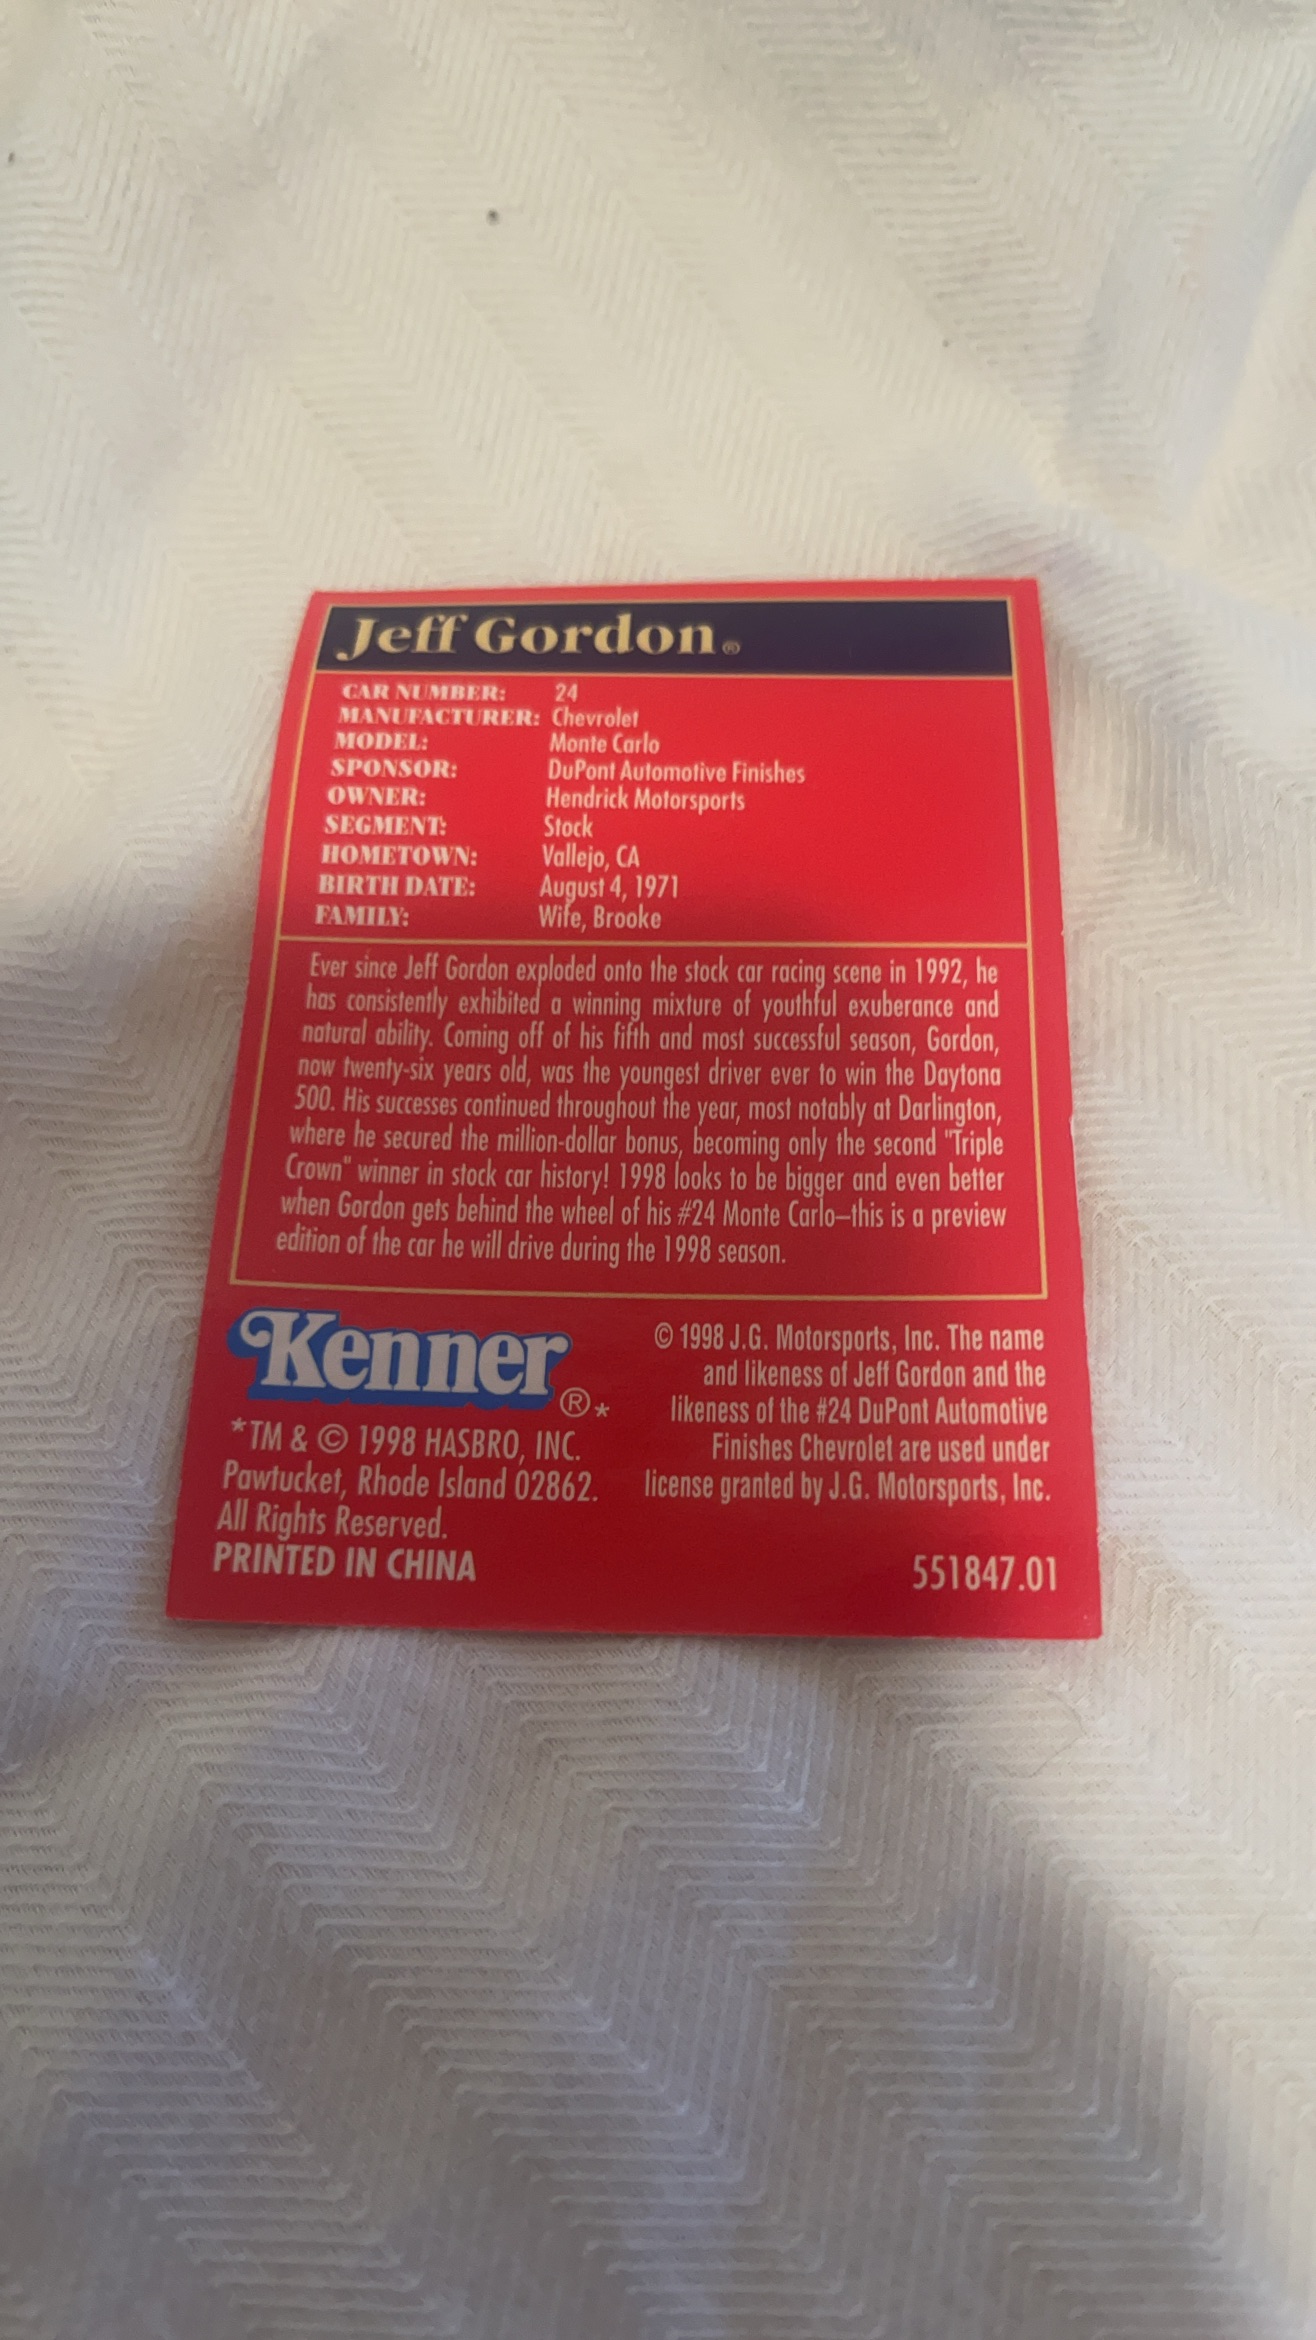 Jeff Gordon®
CAR NUMBER: 24
MANUFACTURER: Chevrolet
MODEL: Monte Carlo
SPONSOR: DuPont Automotive Finishes
OWNER: Hendrick Motorsports
SEGMENT: Stock
HOMETOWN: Vallejo, CA
BIRTH DATE: August 4, 1971
FAMILY: Wife, Brooke
Ever since Jeff Gordon exploded onto the stock car racing scene in 1992, he
has consistently exhibited a winning mixture of youthful exuberance and
natural ability. Coming off of his fifth and most successful season, Gordon,
now twenty-six years old, was the youngest driver ever to win the Daytona
500. His successes continued throughout the year, most notably at Darlington,
where he secured the million-dollar bonus, becoming only the second "Triple
Crown" winner in stock car history! 1998 looks to be bigger and even better
when Gordon gets behind the wheel of his #24 Monte Carlo–this is a preview
edition of the car he will drive during the 1998 season.
Kenner®*
*TM & © 1998 HASBRO, INC.
Pawtucket, Rhode Island 02862.
All Rights Reserved.
PRINTED IN CHINA
© 1998 J.G. Motorsports, Inc. The name
and likeness of Jeff Gordon and the
likeness of the #24 DuPont Automotive
Finishes Chevrolet are used under
license granted by J.G. Motorsports, Inc.
551847.01